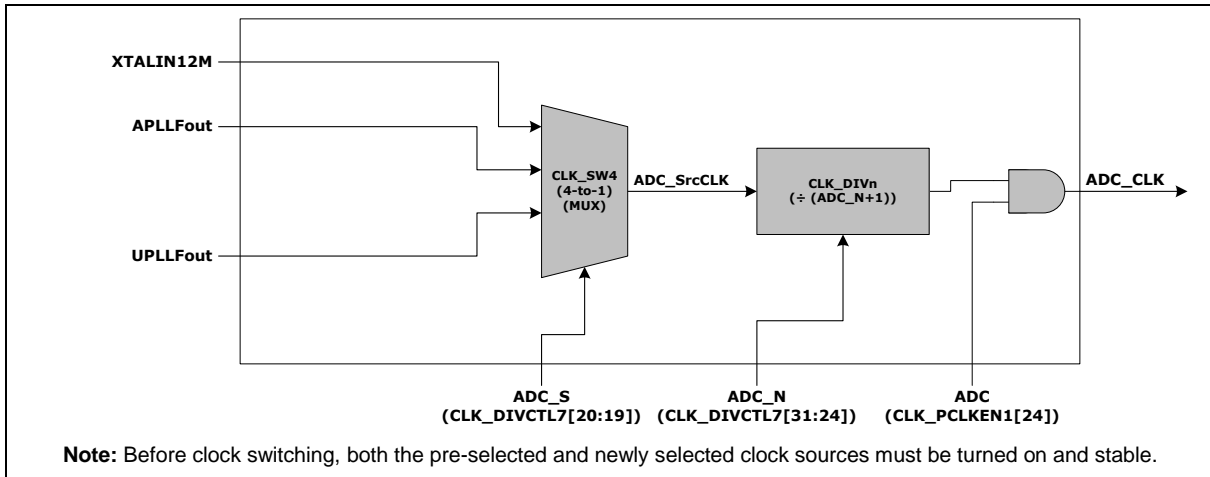 XTALIN12M
APLLFout
UPLLFout
CLK_SW4
(4-to-1)
(MUX)
ADC_SrcCLK
CLK_DIVn
(÷ (ADC_N+1))
ADC_CLK
ADC_S
(CLK_DIVCTL7[20:19])
ADC_N
(CLK_DIVCTL7[31:24])
ADC
(CLK_PCLKEN1[24])
Note: Before clock switching, both the pre-selected and newly selected clock sources must be turned on and stable.